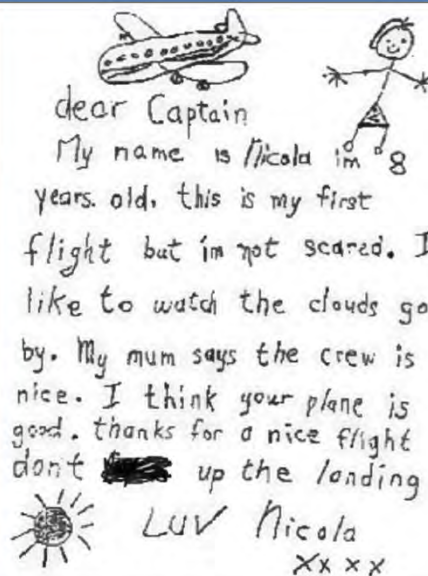 dear Captain
My name is Nicola im 8
years. old, this is my first
flight but im not scared. I
like to watch the clouds go
by. My mum says the crew is
nice. I think your plane is
good. thanks for a nice flight
don't up the landing
LUV Nicola
XXXX